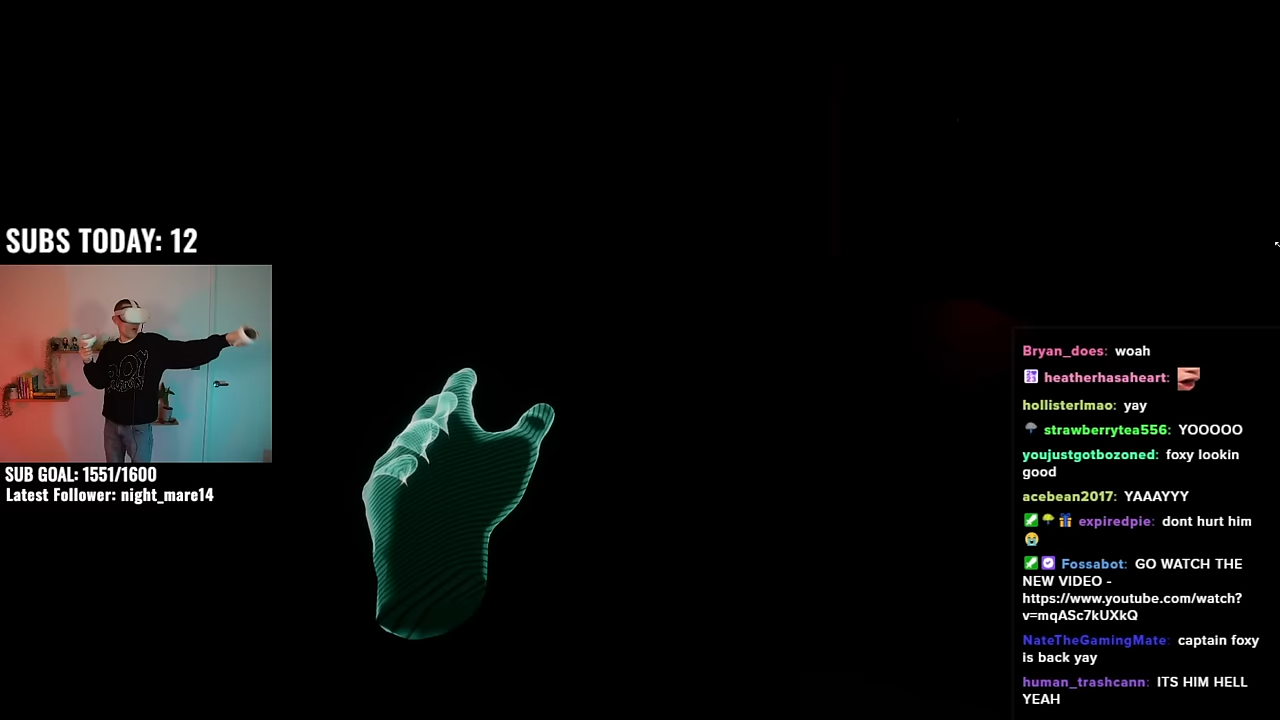 SUBS TODAY: 12
SUB GOAL: 1551/1600
Latest Follower: night_mare14
Bryan_does: woah
heatherhasaheart:
hollisterlmao: yay
strawberrytea556: YOOOOO
youjustgotbozoned: foxy lookin
good
acebean2017: YAAAYYY
expiredpie: dont hurt him
Fossabot: GO WATCH THE
NEW VIDEO -
https://www.youtube.com/watch?
v=mqASc7kUXkQ
NateTheGamingMate: captain foxy
is back yay
human_trashcann: ITS HIM HELL
YEAH